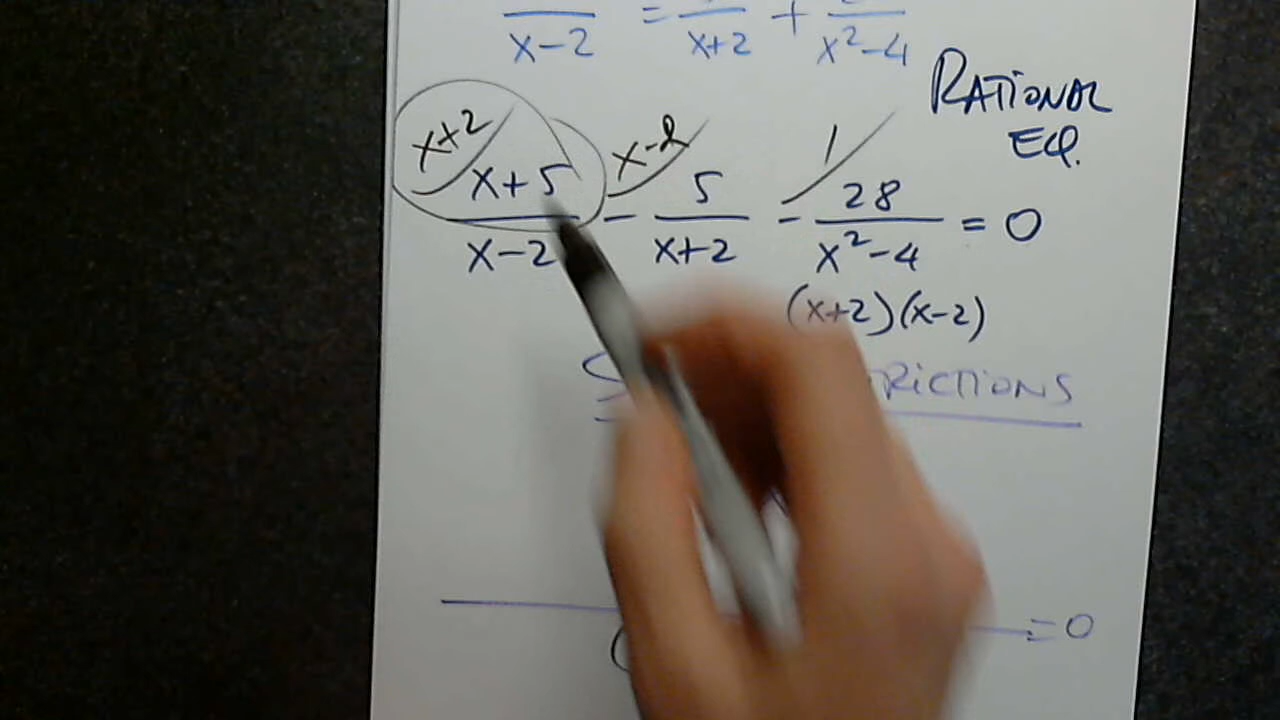 x-2 = x+2 + x²-4
RATIONAL
EQ.
x+2 x-2 1
x+5 - 5 - 28 = 0
x-2 x+2 x²-4
(x+2)(x-2)
RICTIONS
= 0
(